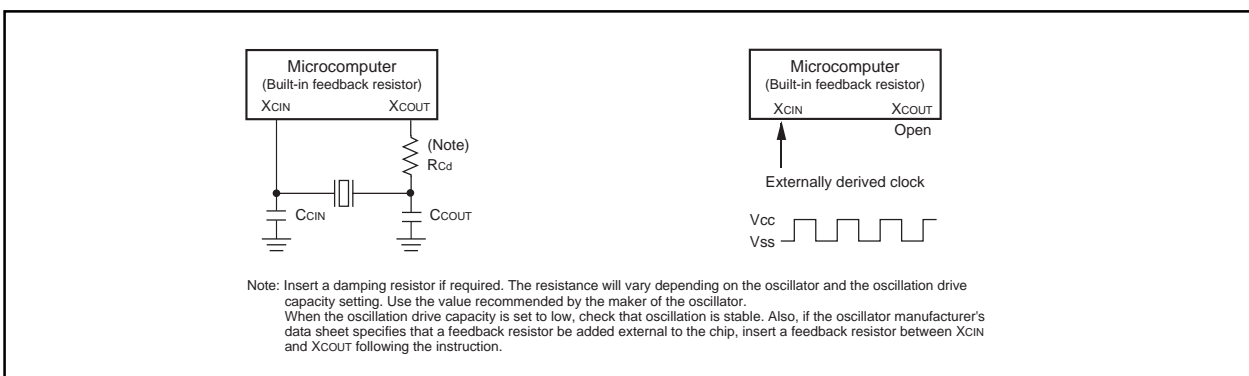 Microcomputer
(Built-in feedback resistor)
XCIN XCOUT
(Note)
RCd
CCIN CCOUT
Microcomputer
(Built-in feedback resistor)
XCIN XCOUT
Open
Externally derived clock
Vcc
Vss
Note: Insert a damping resistor if required. The resistance will vary depending on the oscillator and the oscillation drive
capacity setting. Use the value recommended by the maker of the oscillator.
When the oscillation drive capacity is set to low, check that oscillation is stable. Also, if the oscillator manufacturer's
data sheet specifies that a feedback resistor be added external to the chip, insert a feedback resistor between XCIN
and XCOUT following the instruction.